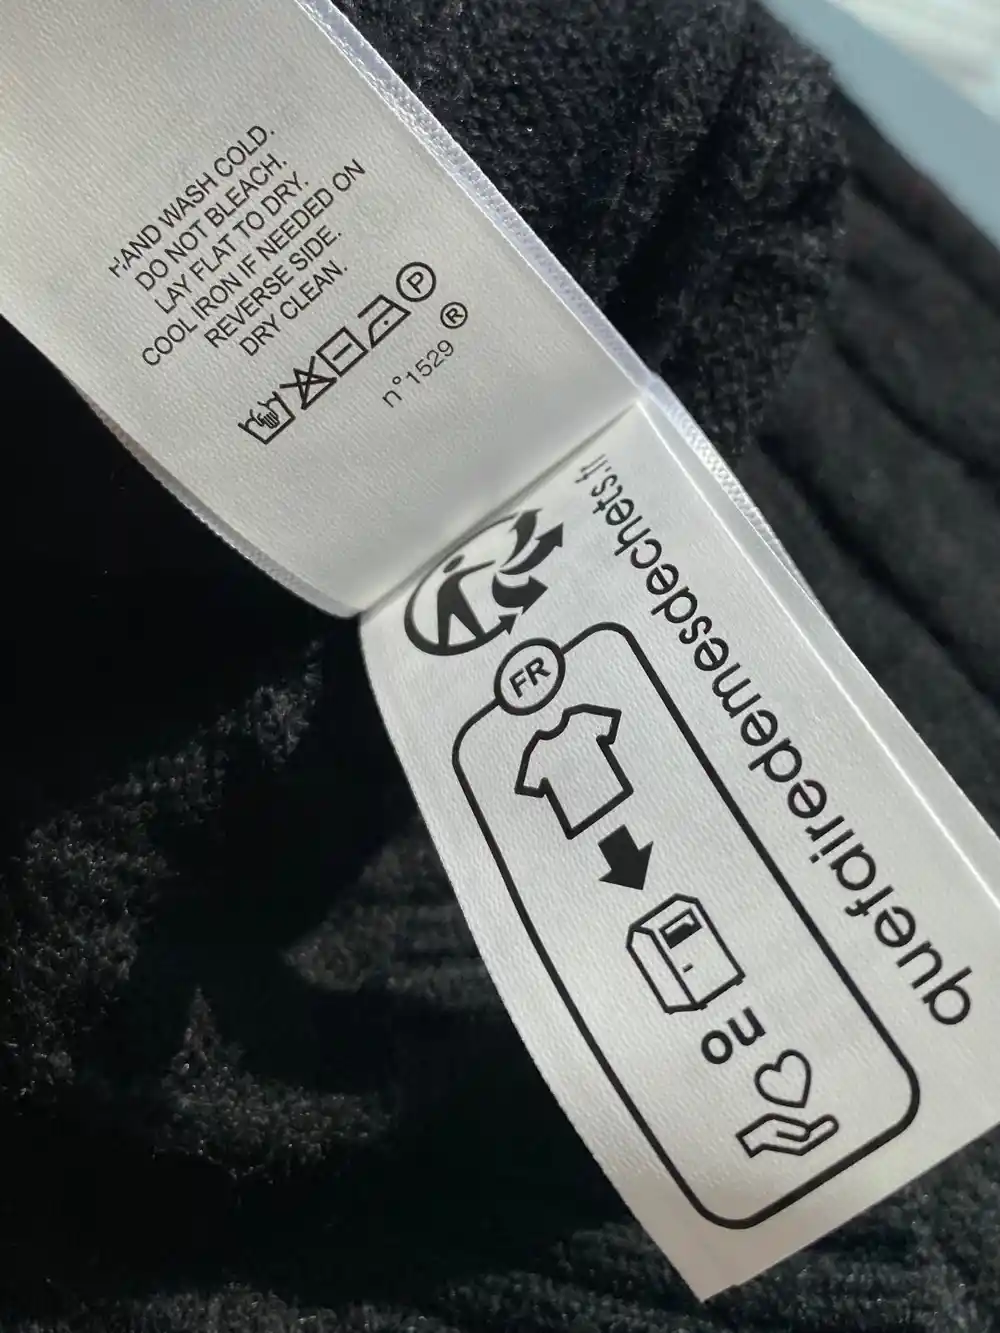 HAND WASH COLD.
DO NOT BLEACH.
LAY FLAT TO DRY.
COOL IRON IF NEEDED ON
REVERSE SIDE.
DRY CLEAN.
P
n°1529 ®
FR
OU
quefairedemesdechets.fr